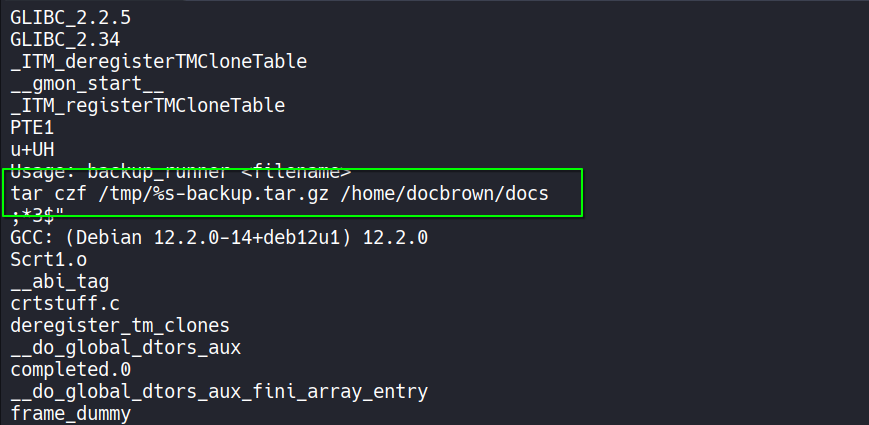 GLIBC_2.2.5
GLIBC_2.34
_ITM_deregisterTMCloneTable
__gmon_start__
_ITM_registerTMCloneTable
PTE1
u+UH
Usage: backup_runner <filename>
tar czf /tmp/%s-backup.tar.gz /home/docbrown/docs
;*3$"
GCC: (Debian 12.2.0-14+deb12u1) 12.2.0
Scrt1.o
__abi_tag
crtstuff.c
deregister_tm_clones
__do_global_dtors_aux
completed.0
__do_global_dtors_aux_fini_array_entry
frame_dummy